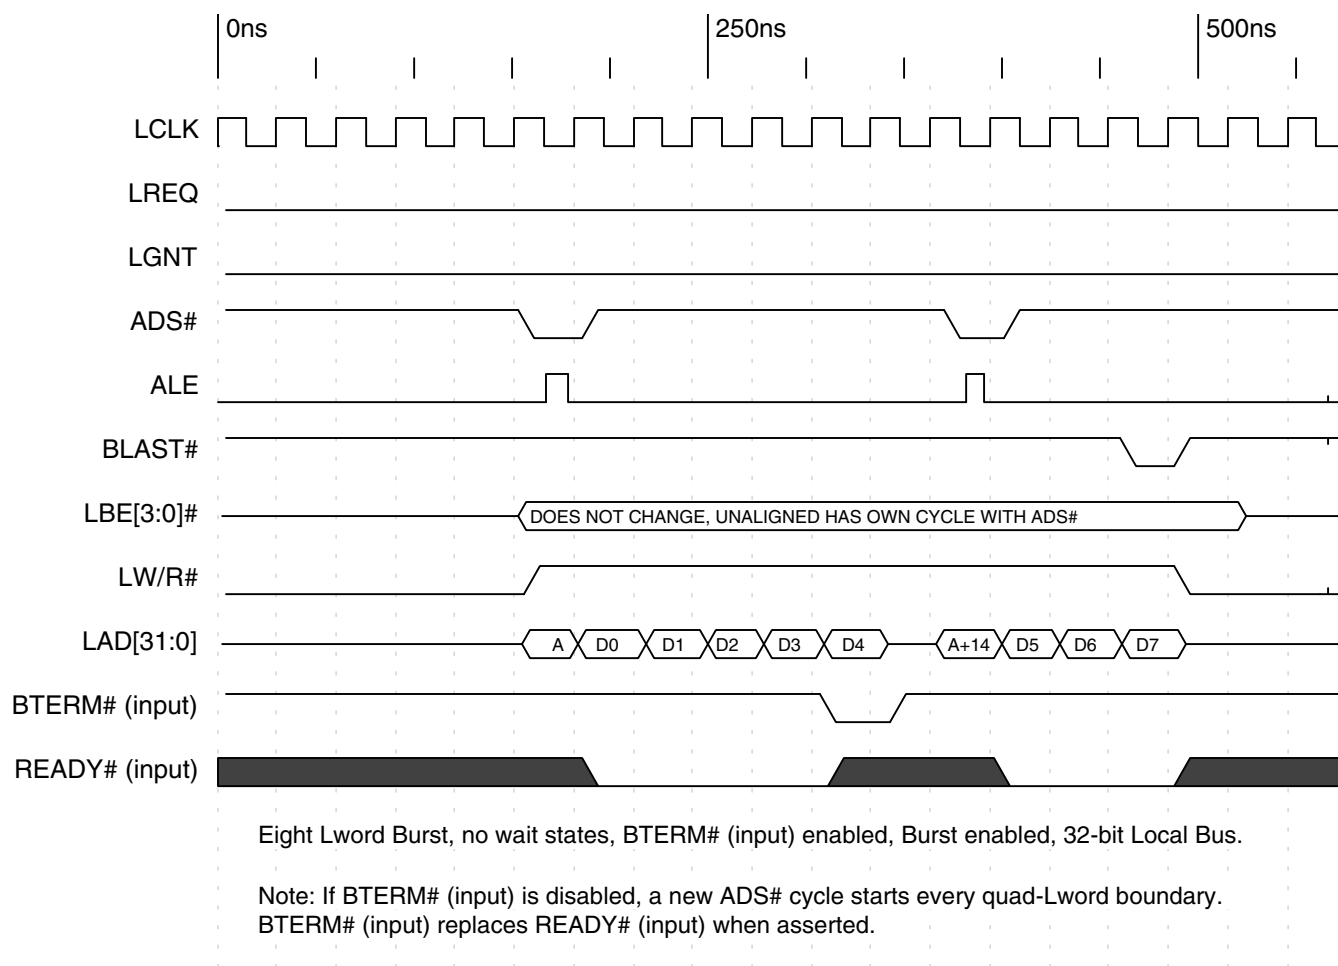 0ns 250ns 500ns
LCLK
LREQ
LGNT
ADS#
ALE
BLAST#
LBE[3:0]# DOES NOT CHANGE, UNALIGNED HAS OWN CYCLE WITH ADS#
LW/R#
LAD[31:0] A D0 D1 D2 D3 D4 A+14 D5 D6 D7
BTERM# (input)
READY# (input)
Eight Lword Burst, no wait states, BTERM# (input) enabled, Burst enabled, 32-bit Local Bus.
Note: If BTERM# (input) is disabled, a new ADS# cycle starts every quad-Lword boundary.
BTERM# (input) replaces READY# (input) when asserted.